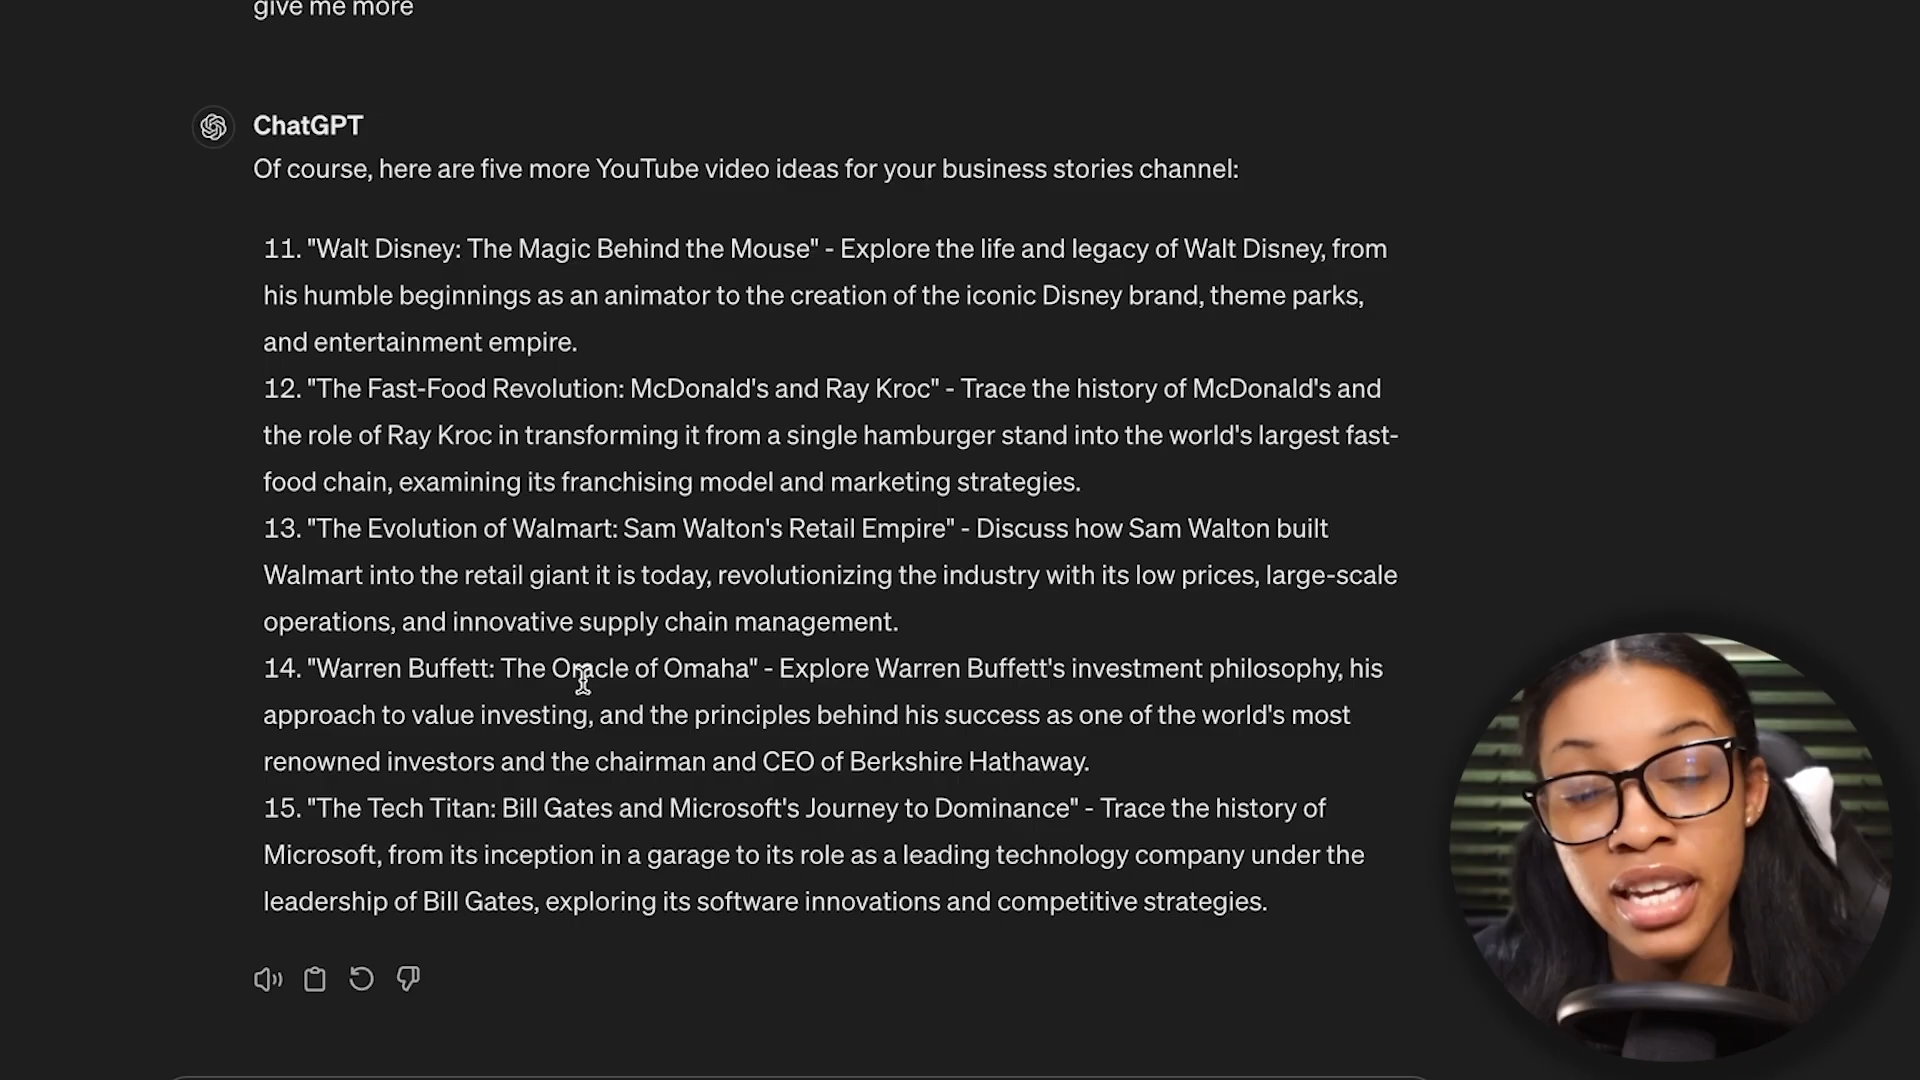 give me more
ChatGPT
Of course, here are five more YouTube video ideas for your business stories channel:
11. "Walt Disney: The Magic Behind the Mouse" - Explore the life and legacy of Walt Disney, from
his humble beginnings as an animator to the creation of the iconic Disney brand, theme parks,
and entertainment empire.
12. "The Fast-Food Revolution: McDonald's and Ray Kroc" - Trace the history of McDonald's and
the role of Ray Kroc in transforming it from a single hamburger stand into the world's largest fast-
food chain, examining its franchising model and marketing strategies.
13. "The Evolution of Walmart: Sam Walton's Retail Empire" - Discuss how Sam Walton built
Walmart into the retail giant it is today, revolutionizing the industry with its low prices, large-scale
operations, and innovative supply chain management.
14. "Warren Buffett: The Oracle of Omaha" - Explore Warren Buffett's investment philosophy, his
approach to value investing, and the principles behind his success as one of the world's most
renowned investors and the chairman and CEO of Berkshire Hathaway.
15. "The Tech Titan: Bill Gates and Microsoft's Journey to Dominance" - Trace the history of
Microsoft, from its inception in a garage to its role as a leading technology company under the
leadership of Bill Gates, exploring its software innovations and competitive strategies.